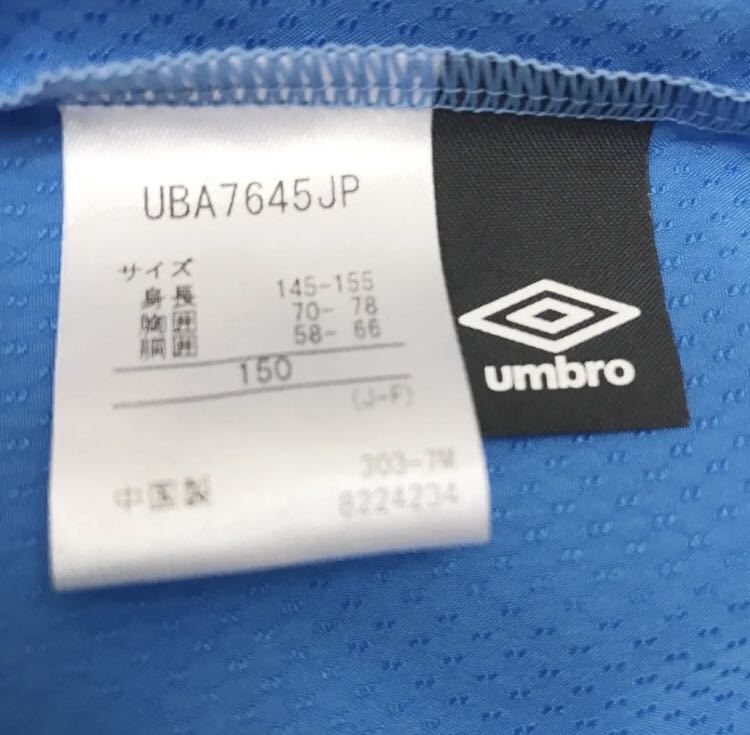 UBA7645JP
サイズ
身長 145-155
胸囲 70- 78
胴囲 58- 66
150
(J-F)
303-7M
中国製 8224234
umbro